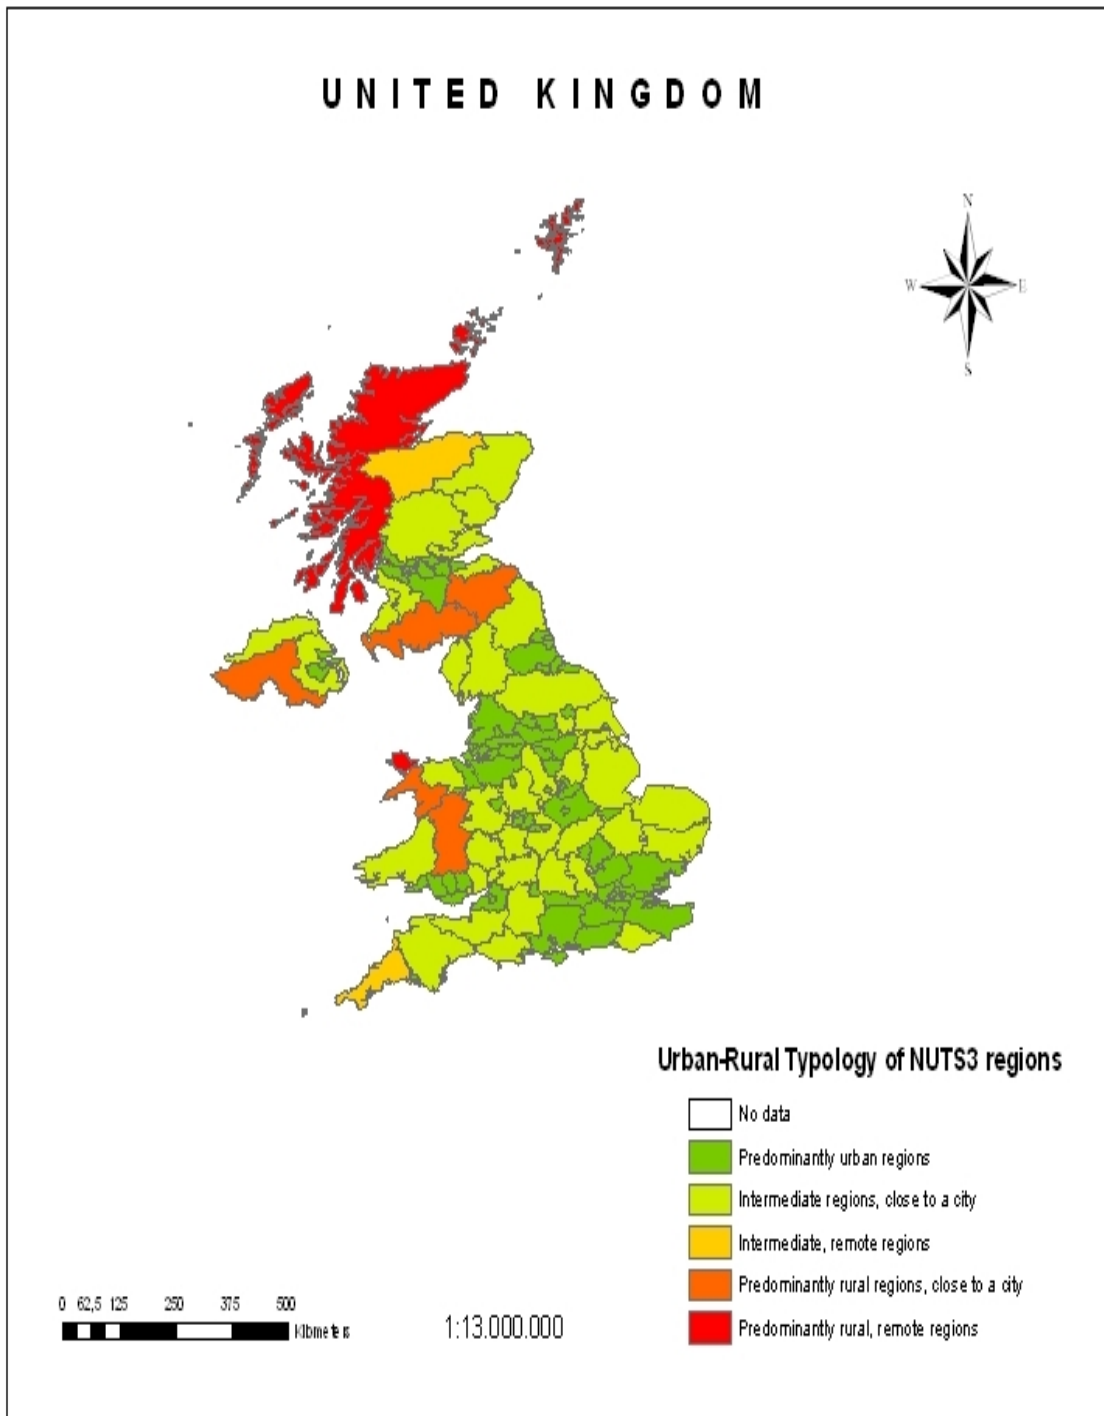 UNITED KINGDOM
N
W E
S
Urban-Rural Typology of NUTS3 regions
No data
Predominantly urban regions
Intermediate regions, close to a city
Intermediate, remote regions
Predominantly rural regions, close to a city
Predominantly rural, remote regions
0 62,5 125 250 375 500
Kilometers
1:13.000.000